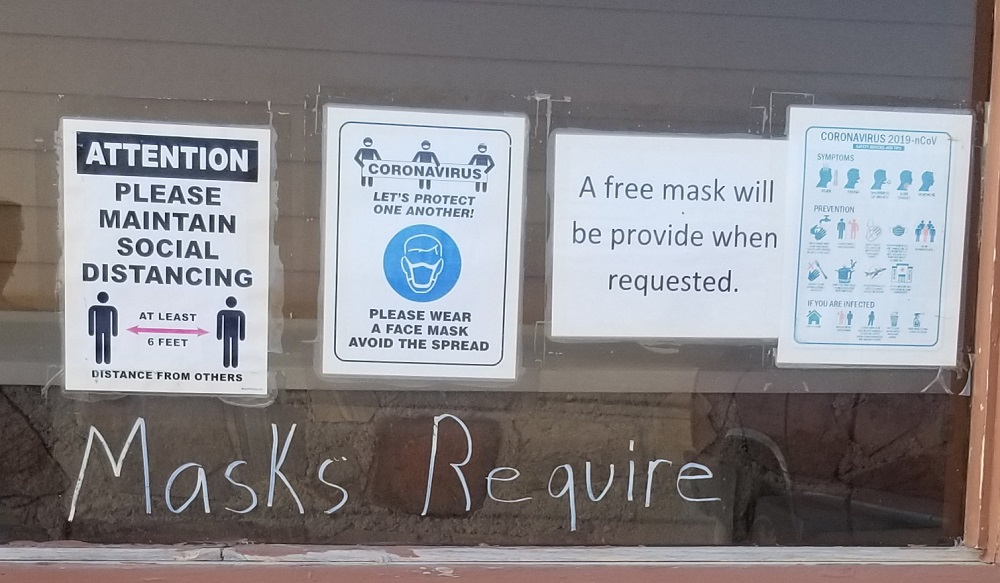 ATTENTION
PLEASE
MAINTAIN
SOCIAL
DISTANCING
AT LEAST
6 FEET
DISTANCE FROM OTHERS
CORONAVIRUS
LET'S PROTECT
ONE ANOTHER!
PLEASE WEAR
A FACE MASK
AVOID THE SPREAD
A free mask will
be provide when
requested.
CORONAVIRUS 2019-nCoV
SYMPTOMS
PREVENTION
IF YOU ARE INFECTED
Masks Require